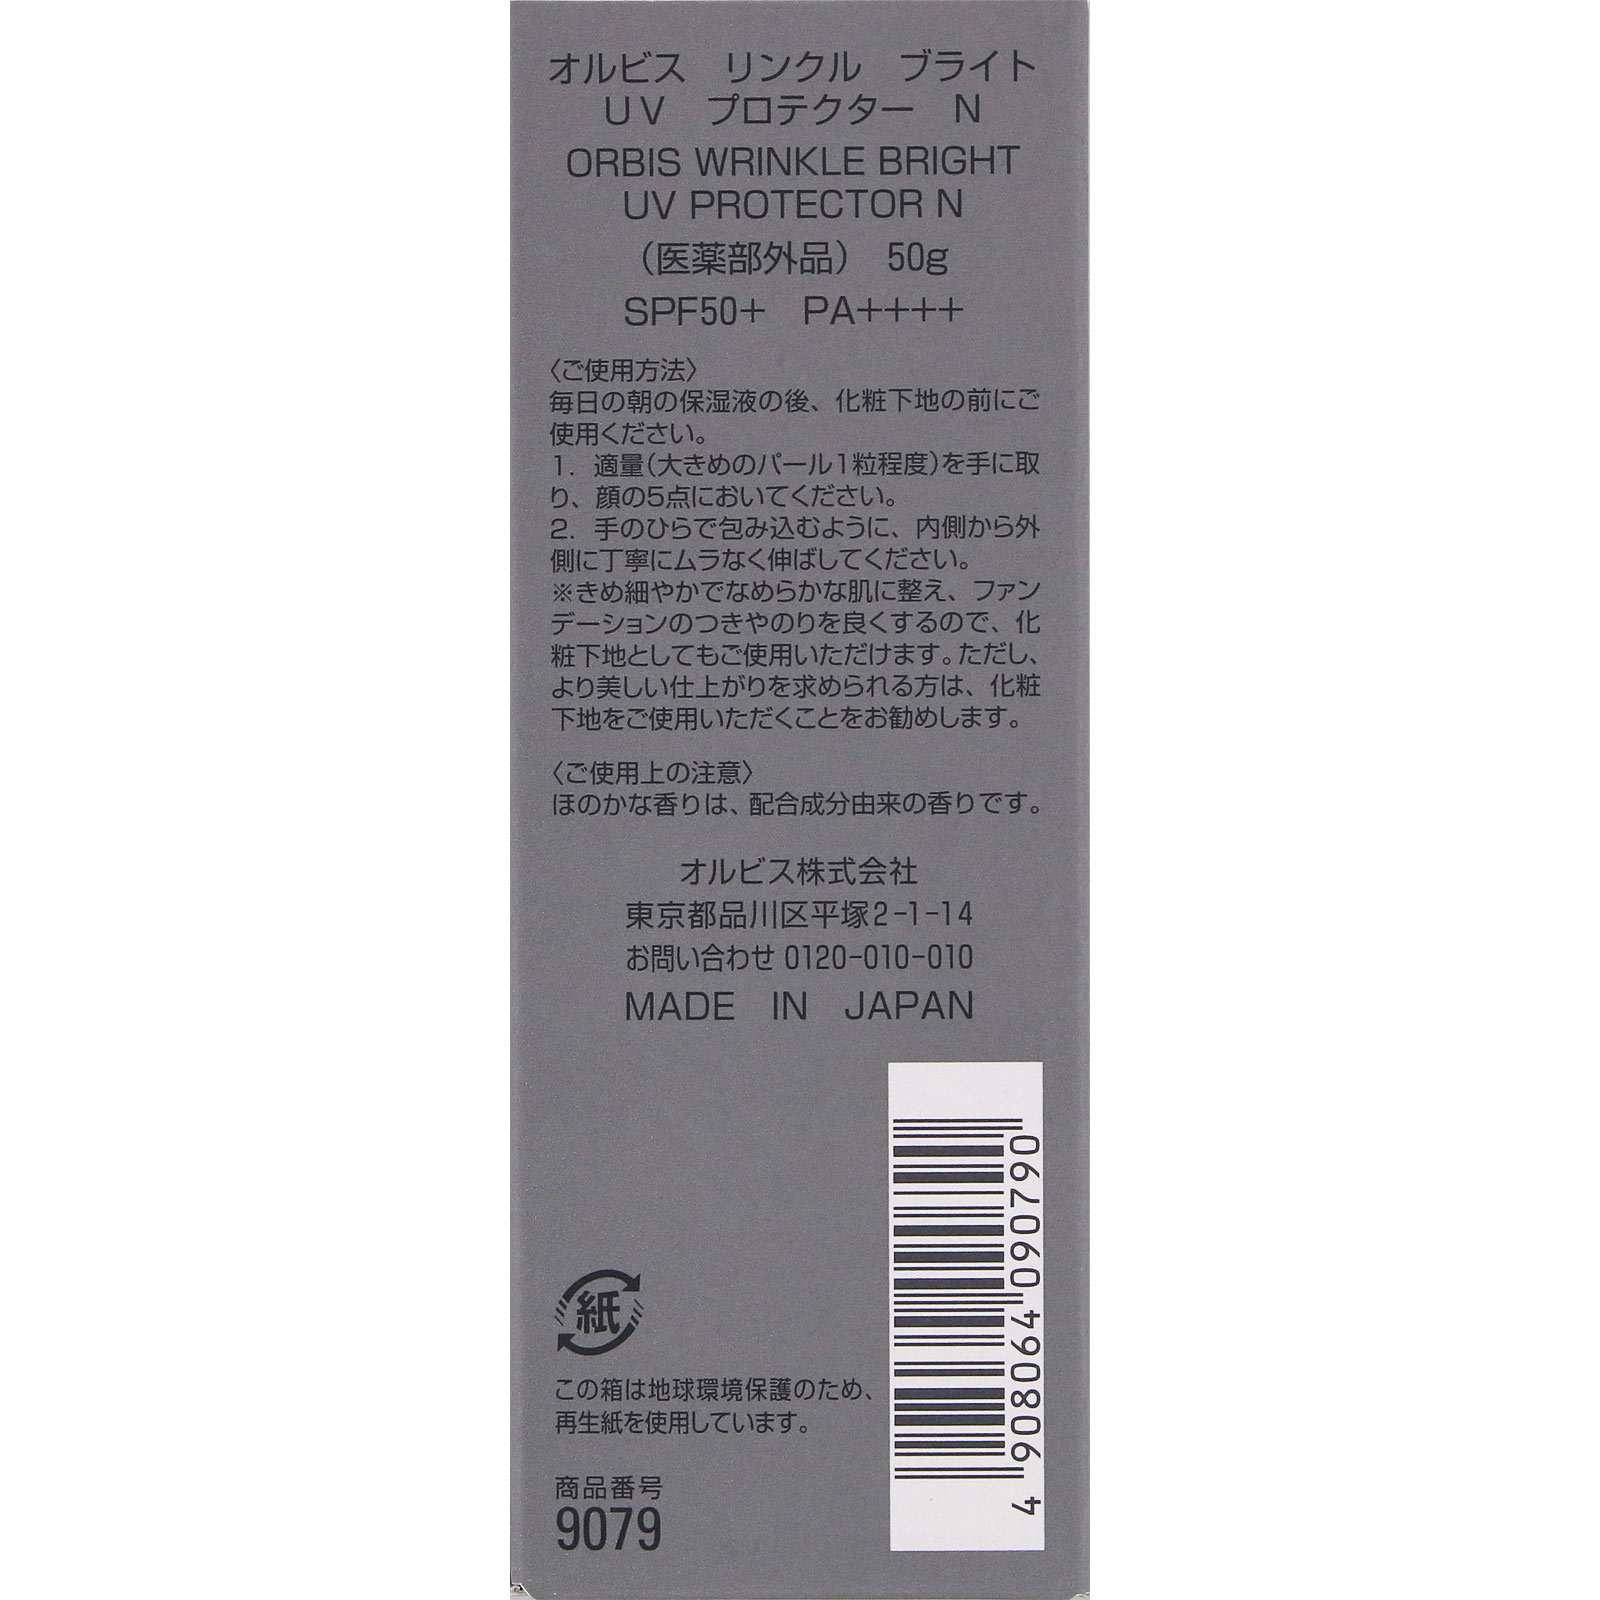 オルビス リンクル ブライト
UV プロテクター N
ORBIS WRINKLE BRIGHT
UV PROTECTOR N
（医薬部外品） 50g
SPF50+ PA++++
〈ご使用方法〉
毎日の朝の保湿液の後、化粧下地の前にご
使用ください。
1. 適量（大きめのパール1粒程度）を手に取
り、顔の5点においてください。
2. 手のひらで包み込むように、内側から外
側に丁寧にムラなく伸ばしてください。
※きめ細やかでなめらかな肌に整え、ファン
デーションのつきやのりを良くするので、化
粧下地としてもご使用いただけます。ただし、
より美しい仕上がりを求められる方は、化粧
下地をご使用いただくことをお勧めします。
〈ご使用上の注意〉
ほのかな香りは、配合成分由来の香りです。
オルビス株式会社
東京都品川区平塚2-1-14
お問い合わせ 0120-010-010
MADE IN JAPAN
4 908064 090790
紙
この箱は地球環境保護のため、
再生紙を使用しています。
商品番号
9079